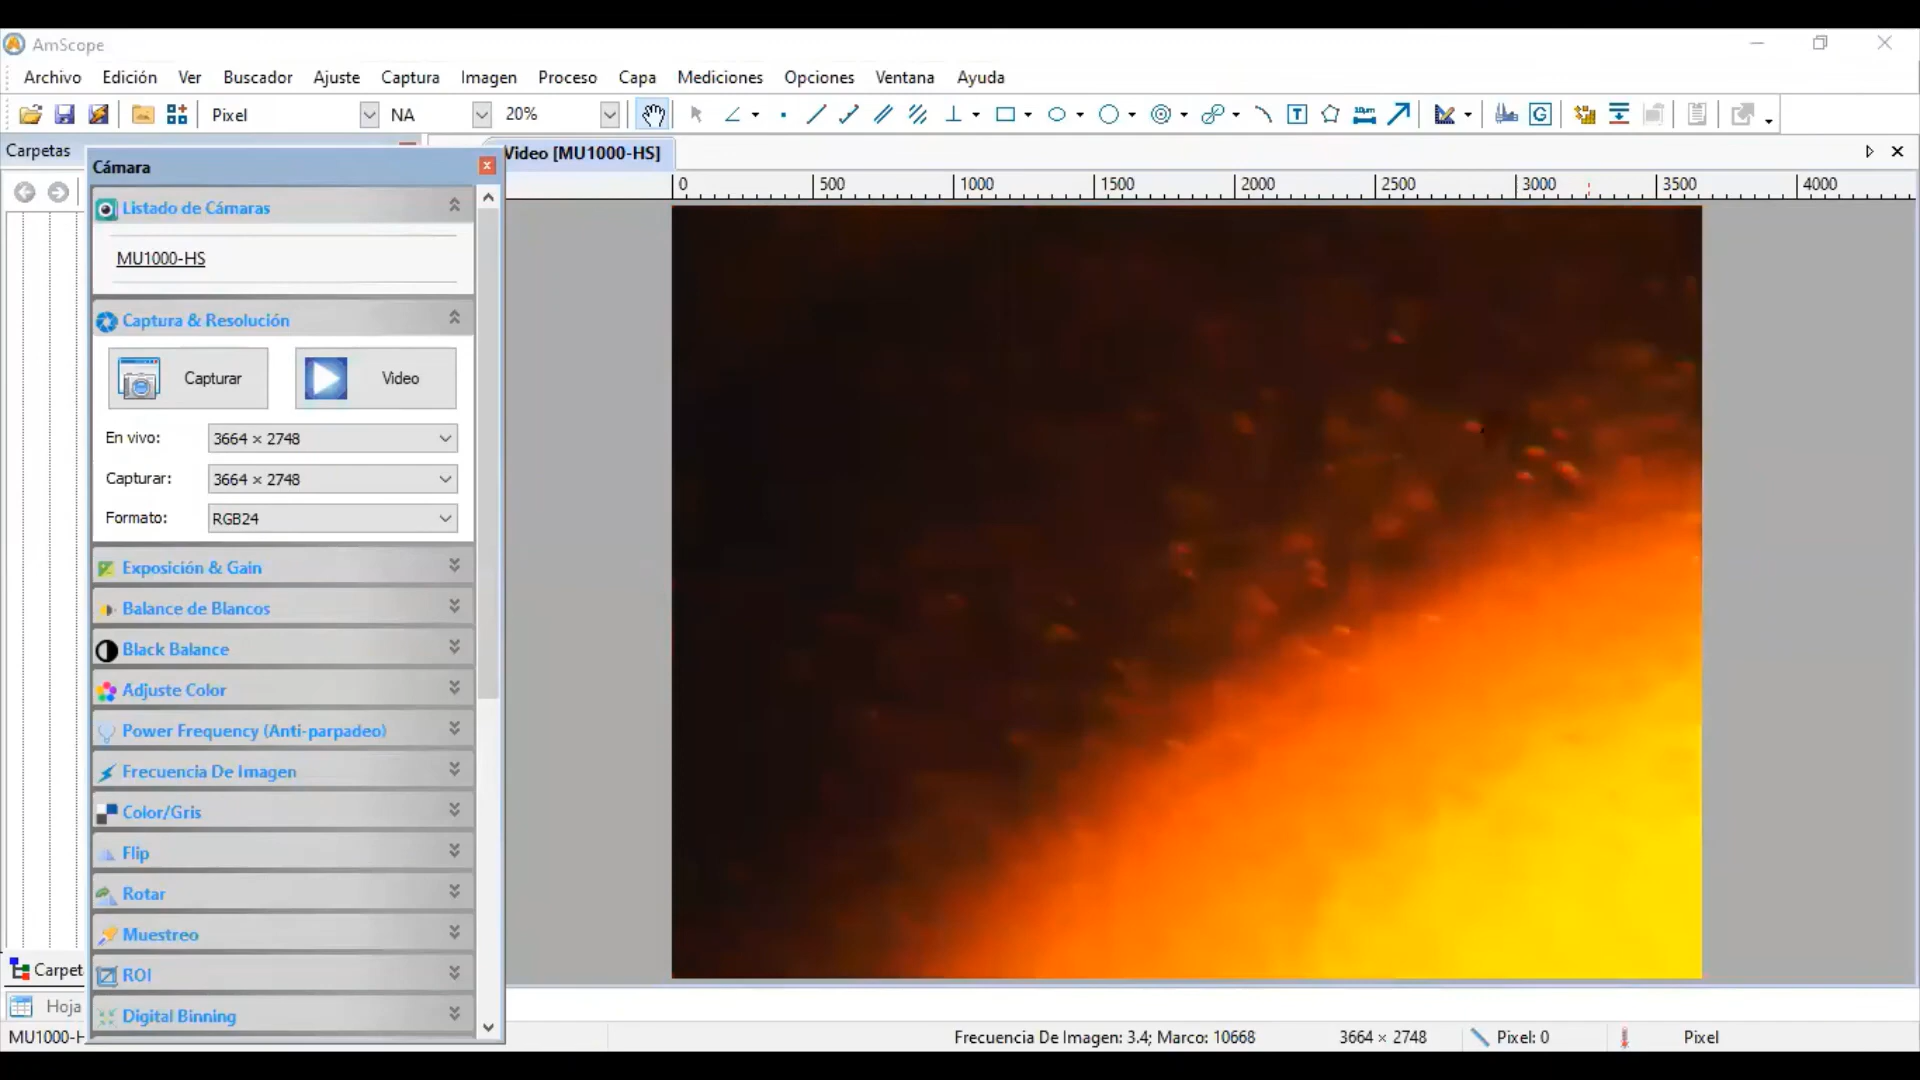 AmScope
Archivo Edición Ver Buscador Ajuste Captura Imagen Proceso Capa Mediciones Opciones Ventana Ayuda
Pixel NA 20%
Carpetas
Cámara
Video [MU1000-HS]
0 500 1000 1500 2000 2500 3000 3500 4000
Listado de Cámaras
MU1000-HS
Captura & Resolución
Capturar Video
En vivo: 3664 × 2748
Capturar: 3664 × 2748
Formato: RGB24
Exposición & Gain
Balance de Blancos
Black Balance
Adjuste Color
Power Frequency (Anti-parpadeo)
Frecuencia De Imagen
Color/Gris
Flip
Rotar
Muestreo
ROI
Digital Binning
Carpet
Hoja
MU1000-H
Frecuencia De Imagen: 3.4; Marco: 10668 3664 × 2748 Pixel: 0 Pixel